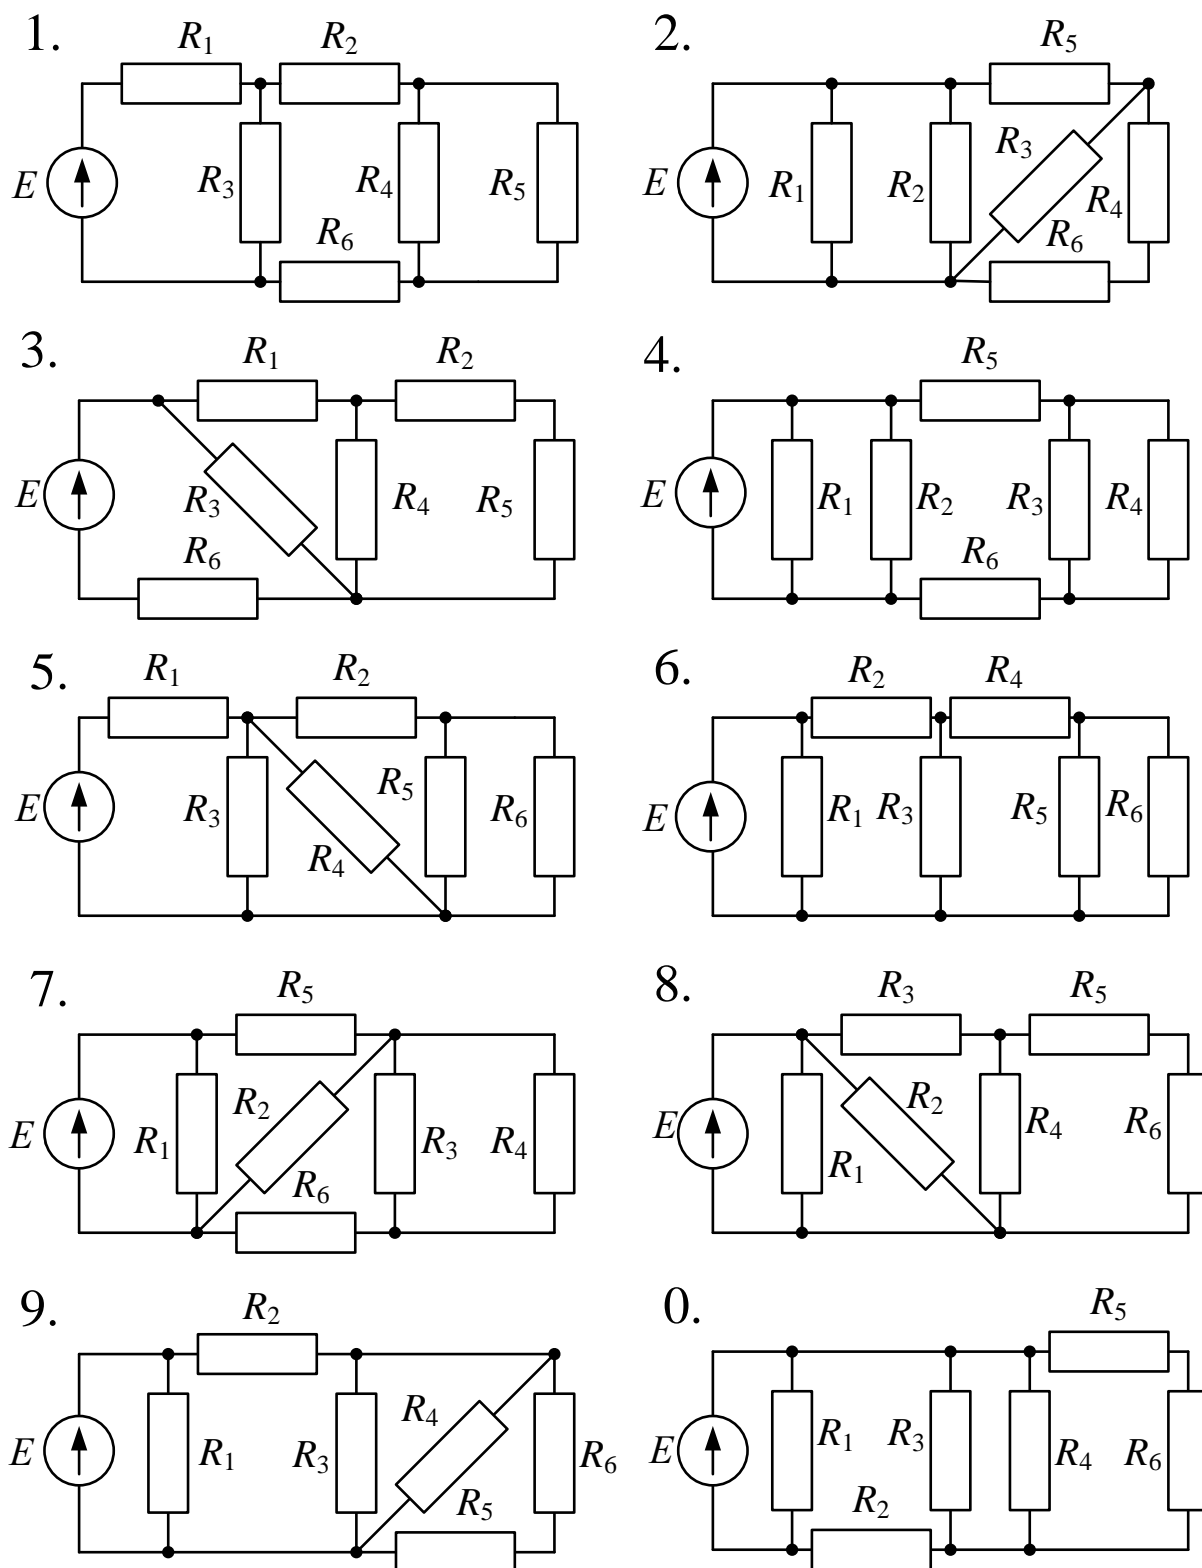 1. R1 R2
E R3 R4 R5
R6
2. R5
E R1 R2 R3 R4
R6
3. R1 R2
E R3 R4 R5
R6
4. R5
E R1 R2 R3 R4
R6
5. R1 R2
E R3 R4 R5 R6
6. R2 R4
E R1 R3 R5 R6
7. R5
E R1 R2 R3 R4
R6
8. R3 R5
E R1 R2 R4 R6
9. R2
E R1 R3 R4 R6
R5
0. R5
E R1 R3 R4 R6
R2